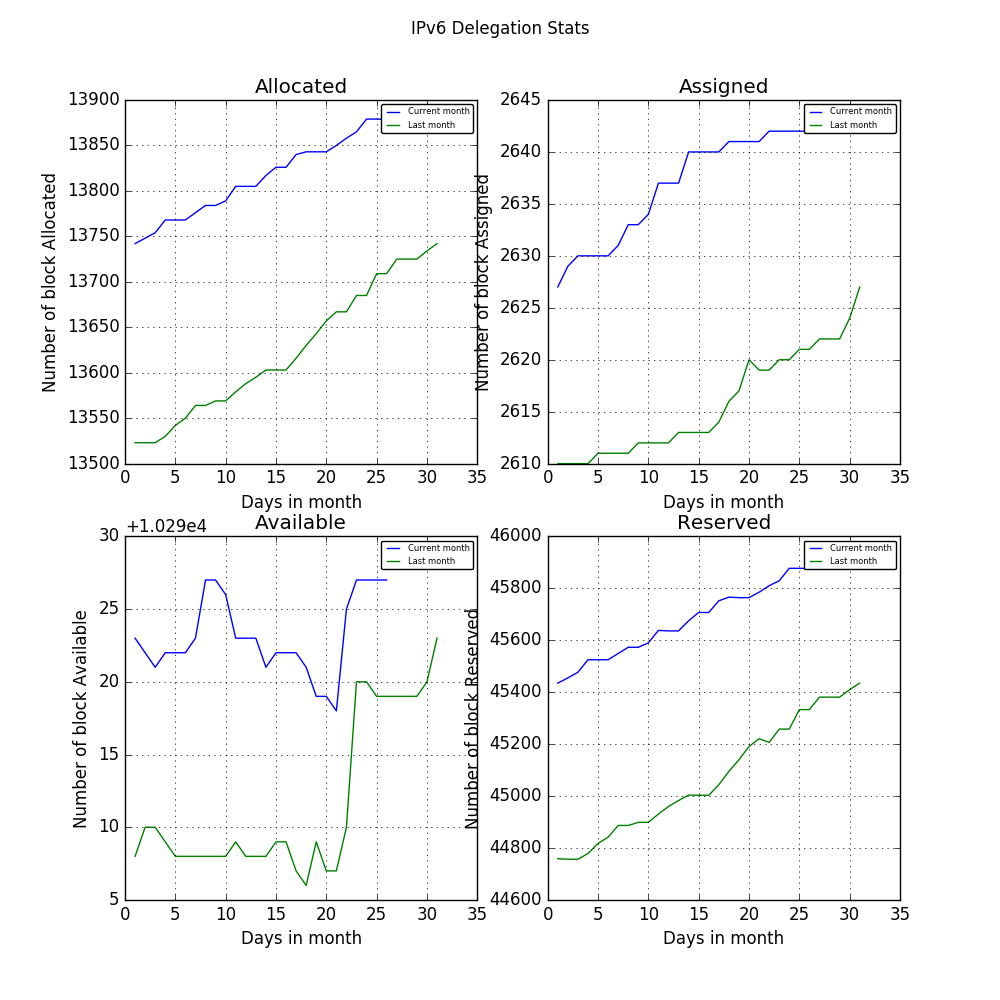 IPv6 Delegation Stats
Allocated
Number of block Allocated
13900
13850
13800
13750
13700
13650
13600
13550
13500
0 5 10 15 20 25 30 35
Days in month
Current month
Last month
Assigned
Number of block Assigned
2645
2640
2635
2630
2625
2620
2615
2610
0 5 10 15 20 25 30 35
Days in month
Current month
Last month
Available
+1.029e4
Number of block Available
30
25
20
15
10
5
0 5 10 15 20 25 30 35
Days in month
Current month
Last month
Reserved
Number of block Reserved
46000
45800
45600
45400
45200
45000
44800
44600
0 5 10 15 20 25 30 35
Days in month
Current month
Last month